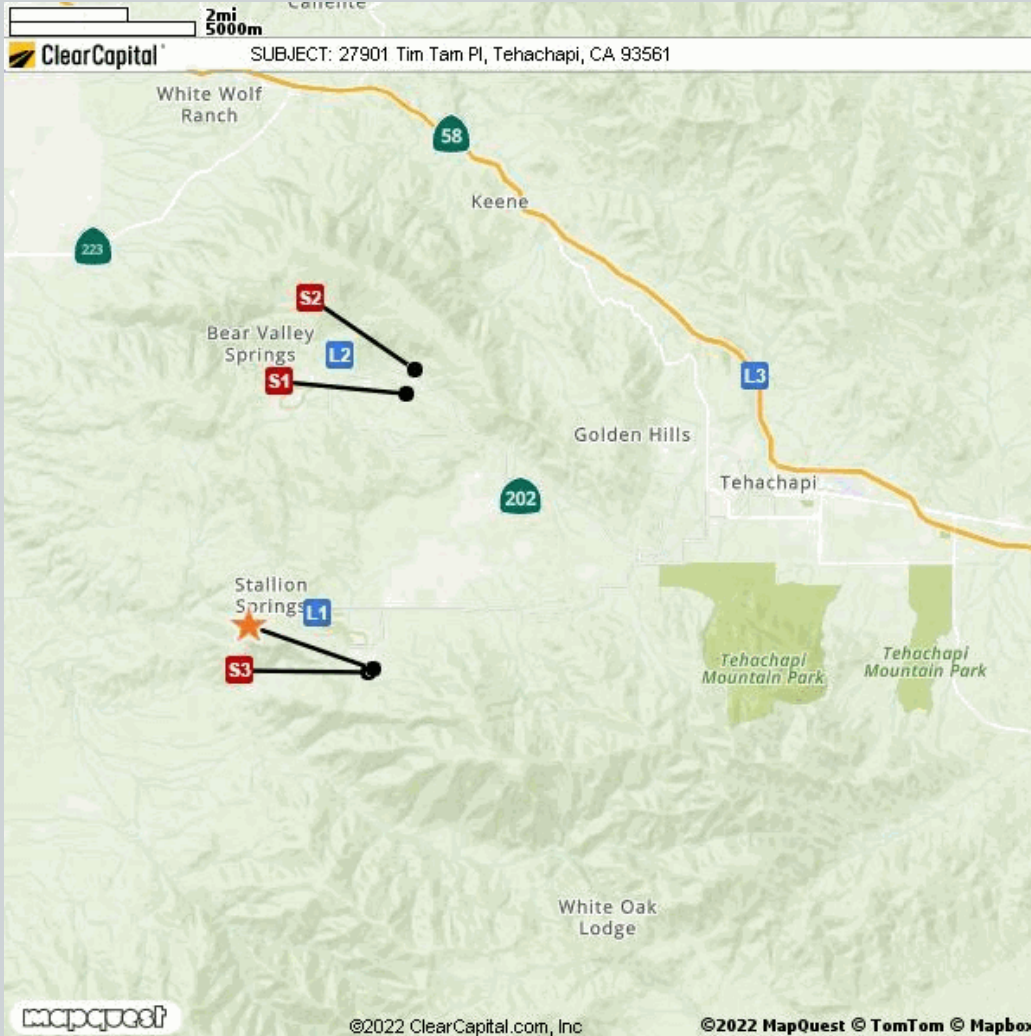 Caliente
2mi
5000m
ClearCapital
SUBJECT: 27901 Tim Tam Pl, Tehachapi, CA 93561
White Wolf
Ranch
58
Keene
223
S2
Bear Valley
Springs
L2
S1
L3
Golden Hills
Tehachapi
202
Stallion
Springs
L1
S3
Tehachapi
Mountain Park
Tehachapi
Mountain Park
White Oak
Lodge
mapquest
©2022 ClearCapital.com, Inc
©2022 MapQuest © TomTom © Mapbox